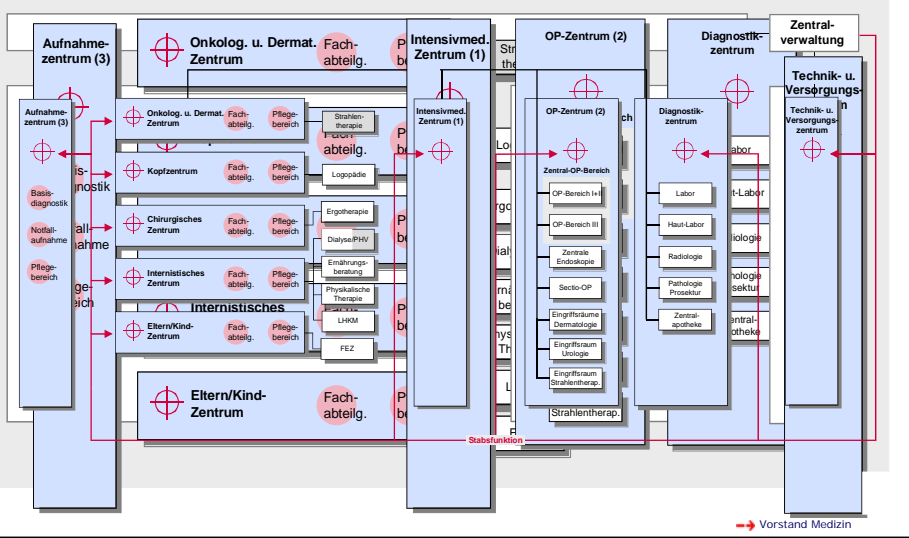 Aufnahme-
zentrum (3)
Onkolog. u. Dermat.
Zentrum
Fach-
abteilg.
Intensivmed.
Zentrum (1)
OP-Zentrum (2)
Diagnostik-
zentrum
Zentral-
verwaltung
Technik- u.
Versorgungs-
Aufnahme-
zentrum (3)
Basis-
diagnostik
Notfall-
aufnahme
Pflege-
bereich
Onkolog. u. Dermat.
Zentrum
Fach-
abteilg.
Pflege-
bereich
Strahlen-
therapie
Kopfzentrum
Fach-
abteilg.
Pflege-
bereich
Logopädie
Chirurgisches
Zentrum
Fach-
abteilg.
Pflege-
bereich
Ergotherapie
Dialyse/PHV
Ernährungs-
beratung
Internistisches
Zentrum
Fach-
abteilg.
Pflege-
bereich
Physikalische
Therapie
LHKM
Eltern/Kind-
Zentrum
Fach-
abteilg.
Pflege-
bereich
FEZ
Intensivmed.
Zentrum (1)
OP-Zentrum (2)
Zentral-OP-Bereich
OP-Bereich I+II
OP-Bereich III
Zentrale
Endoskopie
Sectio-OP
Eingriffsräume
Dermatologie
Eingriffsraum
Urologie
Eingriffsraum
Strahlentherap.
Diagnostik-
zentrum
Labor
Haut-Labor
Radiologie
Pathologie
Prosektur
Zentral-
apotheke
Technik- u.
Versorgungs-
zentrum
Internistisches
Eltern/Kind-
Zentrum
Fach-
abteilg.
Strahlentherap.
Stabsfunktion
Vorstand Medizin